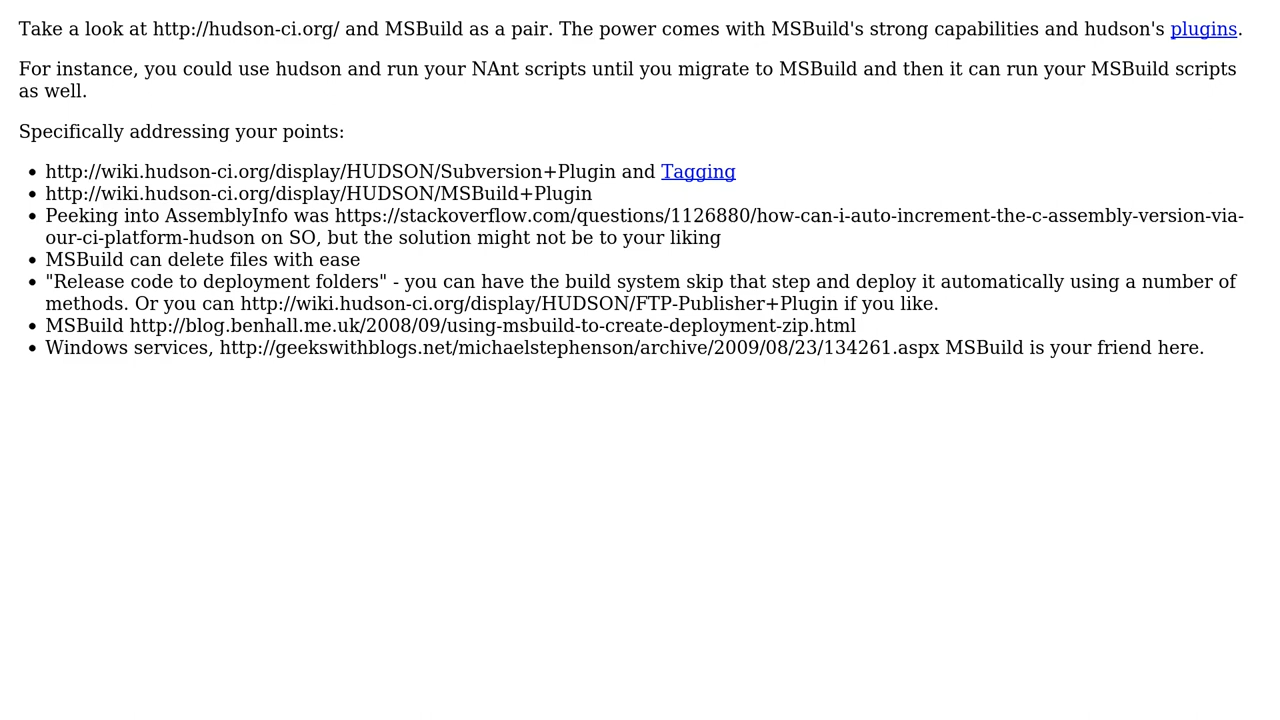 Take a look at http://hudson-ci.org/ and MSBuild as a pair. The power comes with MSBuild's strong capabilities and hudson's plugins.
For instance, you could use hudson and run your NAnt scripts until you migrate to MSBuild and then it can run your MSBuild scripts
as well.
Specifically addressing your points:
• http://wiki.hudson-ci.org/display/HUDSON/Subversion+Plugin and Tagging
• http://wiki.hudson-ci.org/display/HUDSON/MSBuild+Plugin
• Peeking into AssemblyInfo was https://stackoverflow.com/questions/1126880/how-can-i-auto-increment-the-c-assembly-version-via-
our-ci-platform-hudson on SO, but the solution might not be to your liking
• MSBuild can delete files with ease
• "Release code to deployment folders" - you can have the build system skip that step and deploy it automatically using a number of
methods. Or you can http://wiki.hudson-ci.org/display/HUDSON/FTP-Publisher+Plugin if you like.
• MSBuild http://blog.benhall.me.uk/2008/09/using-msbuild-to-create-deployment-zip.html
• Windows services, http://geekswithblogs.net/michaelstephenson/archive/2009/08/23/134261.aspx MSBuild is your friend here.